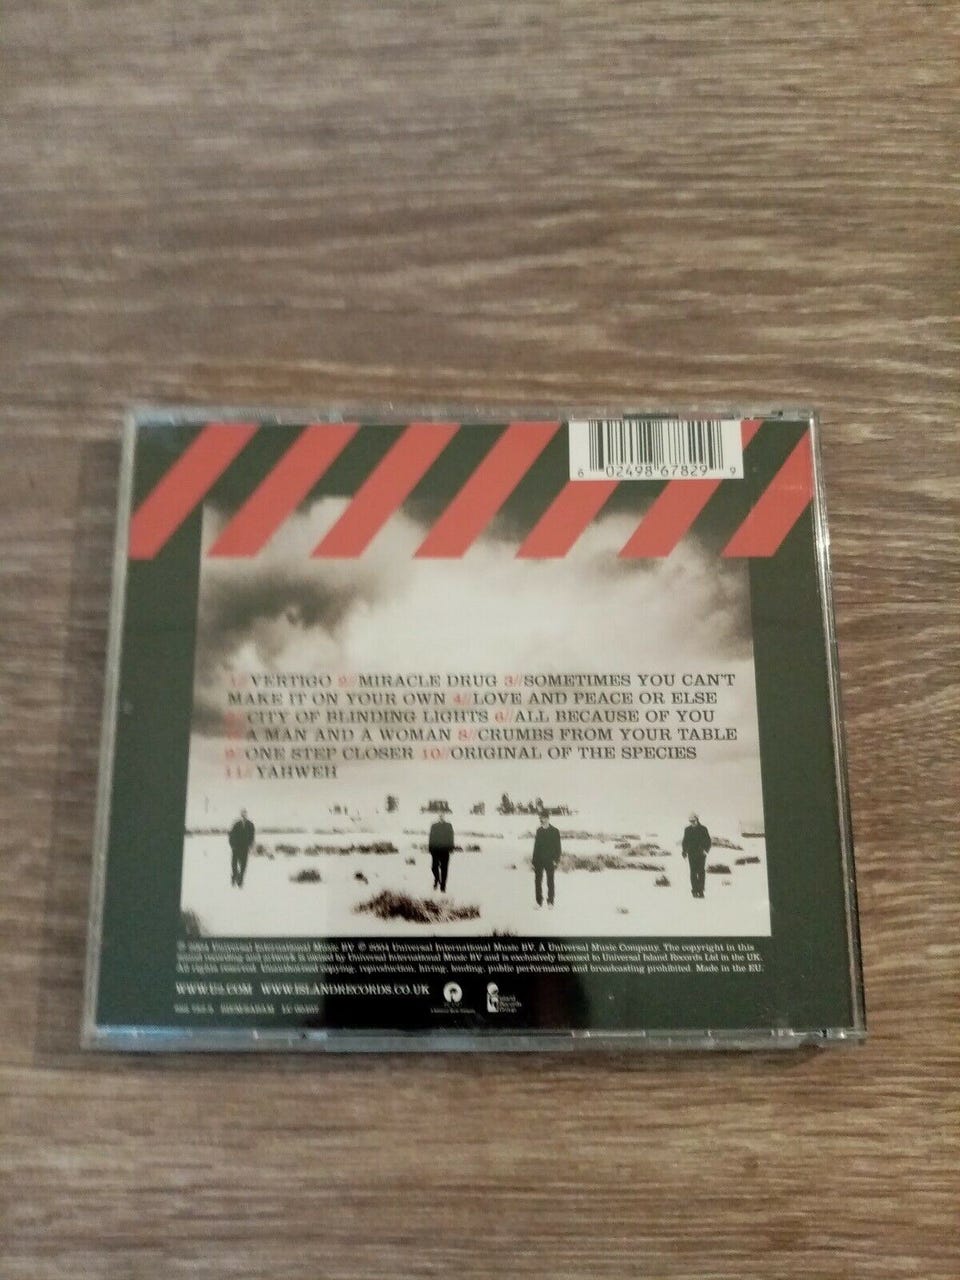 6 02498 67829 9
1// VERTIGO 2// MIRACLE DRUG 3// SOMETIMES YOU CAN'T
MAKE IT ON YOUR OWN 4// LOVE AND PEACE OR ELSE
5// CITY OF BLINDING LIGHTS 6// ALL BECAUSE OF YOU
7// A MAN AND A WOMAN 8// CRUMBS FROM YOUR TABLE
9// ONE STEP CLOSER 10// ORIGINAL OF THE SPECIES
11// YAHWEH
℗ 2004 Universal International Music BV. © 2004 Universal International Music BV. A Universal Music Company. The copyright in this
sound recording and artwork is owned by Universal International Music BV and is exclusively licensed to Universal Island Records Ltd in the UK.
All rights reserved. Unauthorised copying, reproduction, hiring, lending, public performance and broadcasting prohibited. Made in the EU.
WWW.U2.COM WWW.ISLANDRECORDS.CO.UK
Island
Records
Group